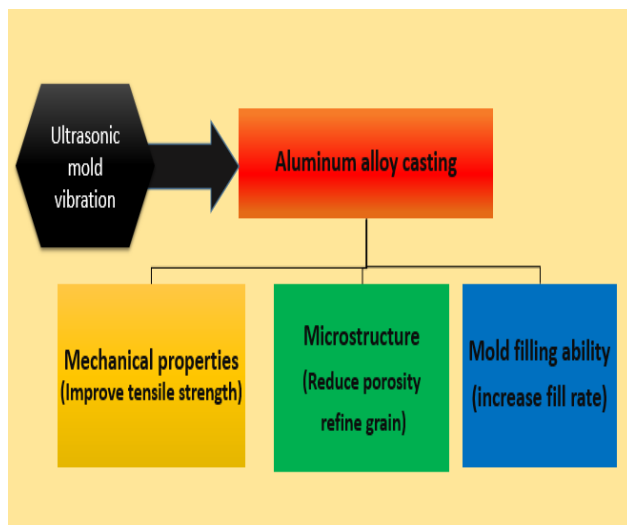 Ultrasonic
mold
vibration
Aluminum alloy casting
Mechanical properties
(Improve tensile strength)
Microstructure
(Reduce porosity
refine grain)
Mold filling ability
(increase fill rate)